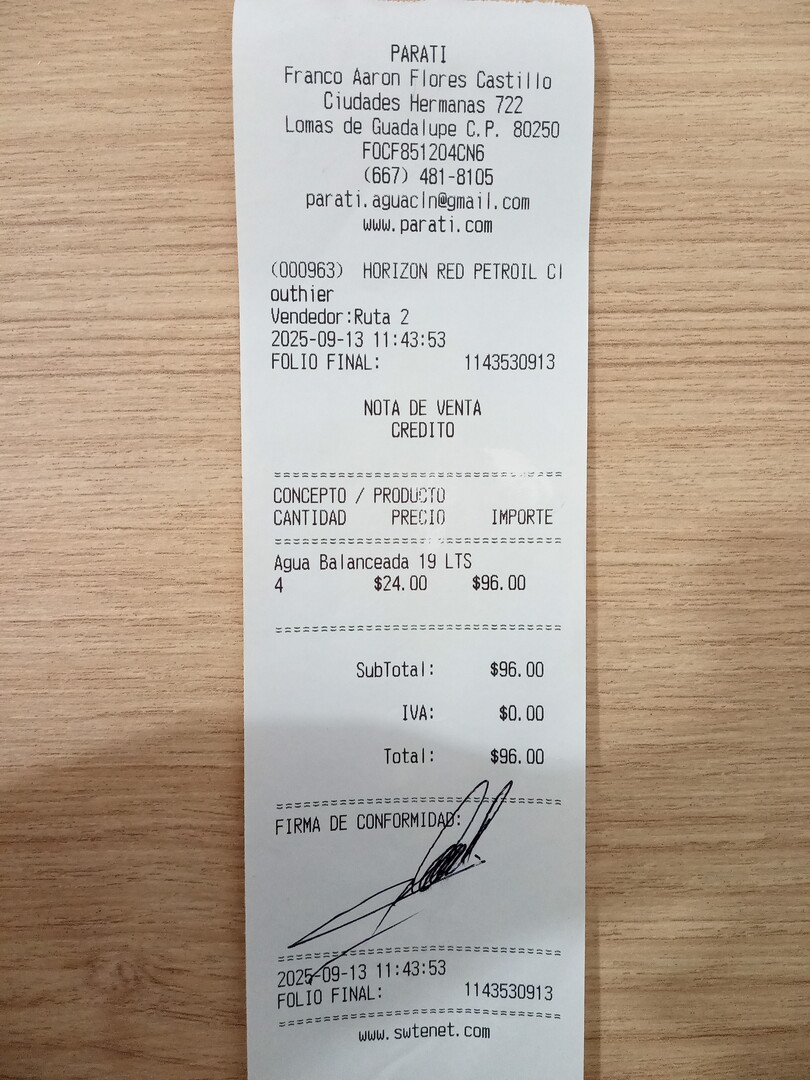 PARATI
Franco Aaron Flores Castillo
Ciudades Hermanas 722
Lomas de Guadalupe C.P. 80250
FOCF851204CN6
(667) 481-8105
parati.aguacln@gmail.com
www.parati.com
(000963) HORIZON RED PETROIL Cl
outhier
Vendedor:Ruta 2
2025-09-13 11:43:53
FOLIO FINAL: 1143530913
NOTA DE VENTA
CREDITO
CONCEPTO / PRODUCTO
CANTIDAD PRECIO IMPORTE
Agua Balanceada 19 LTS
4 $24.00 $96.00
SubTotal: $96.00
IVA: $0.00
Total: $96.00
FIRMA DE CONFORMIDAD:
2025-09-13 11:43:53
FOLIO FINAL: 1143530913
www.swtenet.com